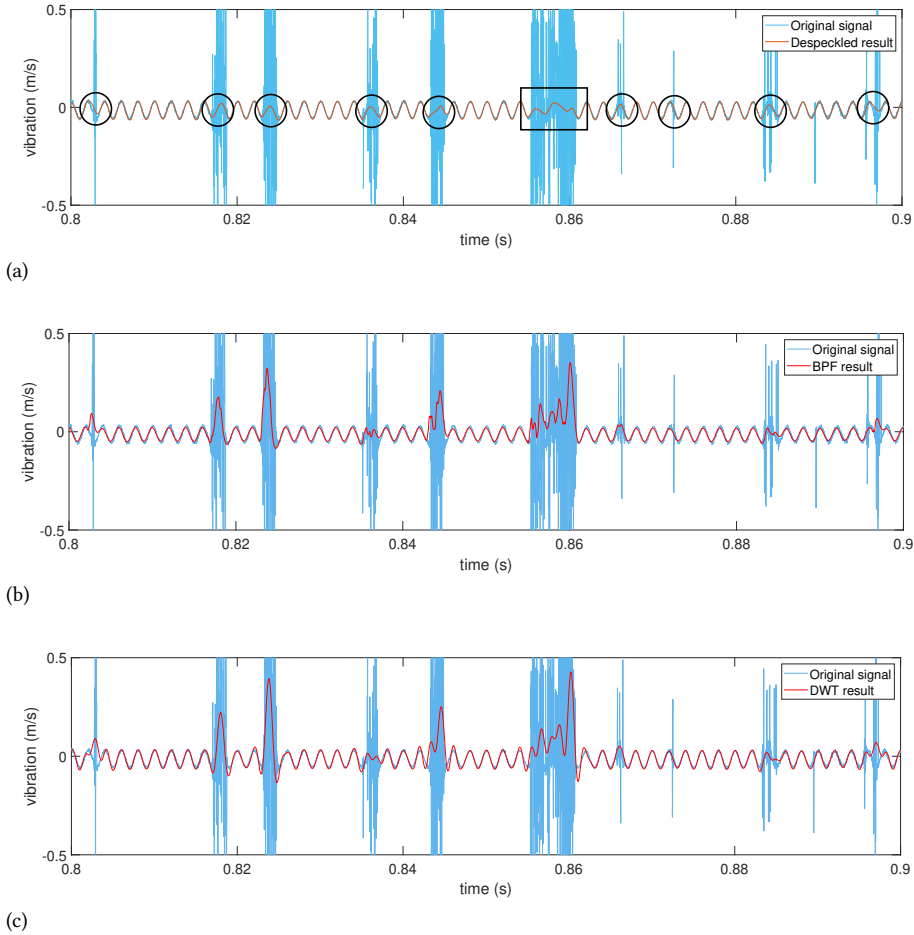 0.5
0
-0.5
vibration (m/s)
Original signal
Despeckled result
0.8
0.82
0.84
0.86
0.88
0.9
time (s)
(a)
0.5
0
-0.5
vibration (m/s)
Original signal
BPF result
0.8
0.82
0.84
0.86
0.88
0.9
time (s)
(b)
0.5
0
-0.5
vibration (m/s)
Original signal
DWT result
0.8
0.82
0.84
0.86
0.88
0.9
time (s)
(c)